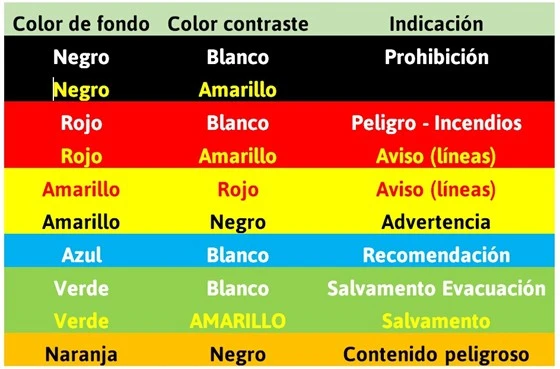 Color de fondo Color contraste Indicación
Negro Blanco Prohibición
Negro Amarillo
Rojo Blanco Peligro - Incendios
Rojo Amarillo Aviso (líneas)
Amarillo Rojo Aviso (líneas)
Amarillo Negro Advertencia
Azul Blanco Recomendación
Verde Blanco Salvamento Evacuación
Verde AMARILLO Salvamento
Naranja Negro Contenido peligroso